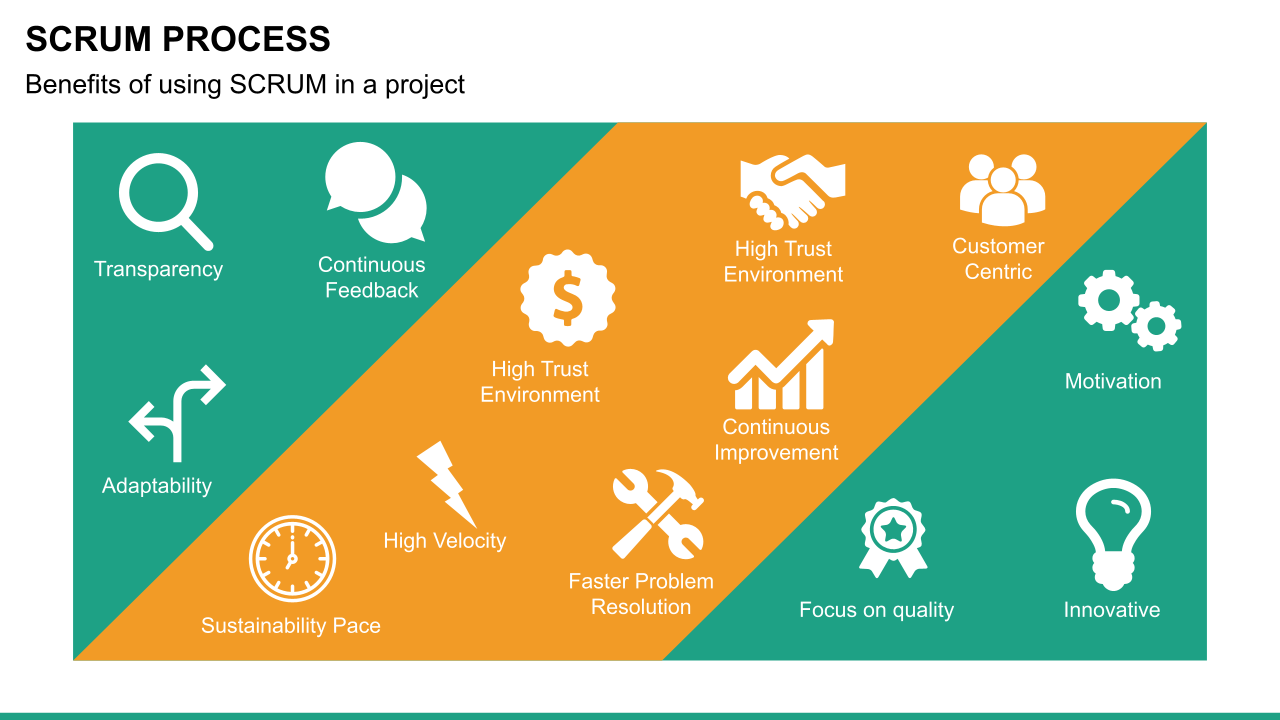 SCRUM PROCESS
Benefits of using SCRUM in a project
Transparency
Continuous
Feedback
High Trust
Environment
Customer
Centric
High Trust
Environment
Motivation
Continuous
Improvement
Adaptability
High Velocity
Faster Problem
Resolution
Focus on quality
Innovative
Sustainability Pace
$